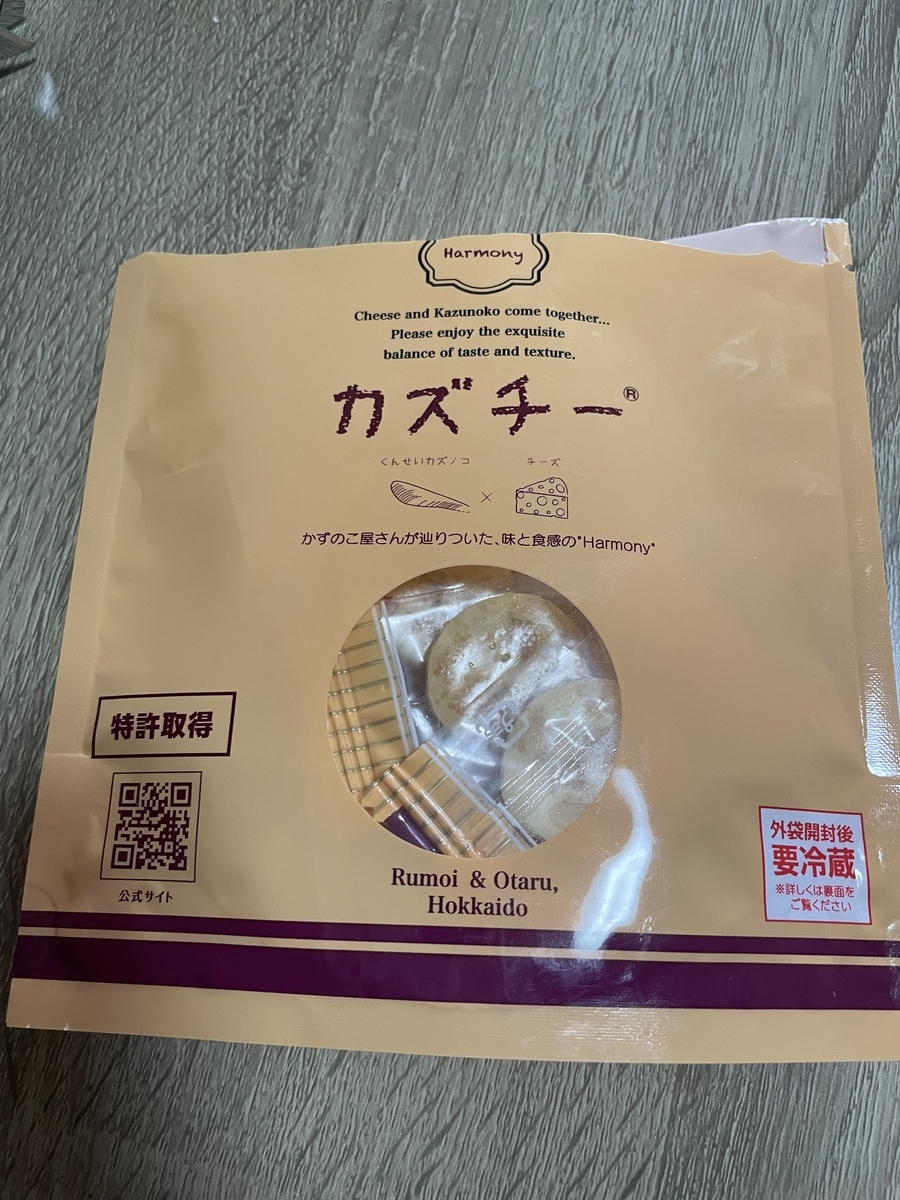 Harmony
Cheese and Kazunoko come together...
Please enjoy the exquisite
balance of taste and texture.
カズチー®
くんせいカズノコ
チーズ
×
かずのこ屋さんが辿りついた、味と食感の"Harmony"
特許取得
公式サイト
Rumoi & Otaru,
Hokkaido
外袋開封後
要冷蔵
※詳しくは裏面を
ご覧ください